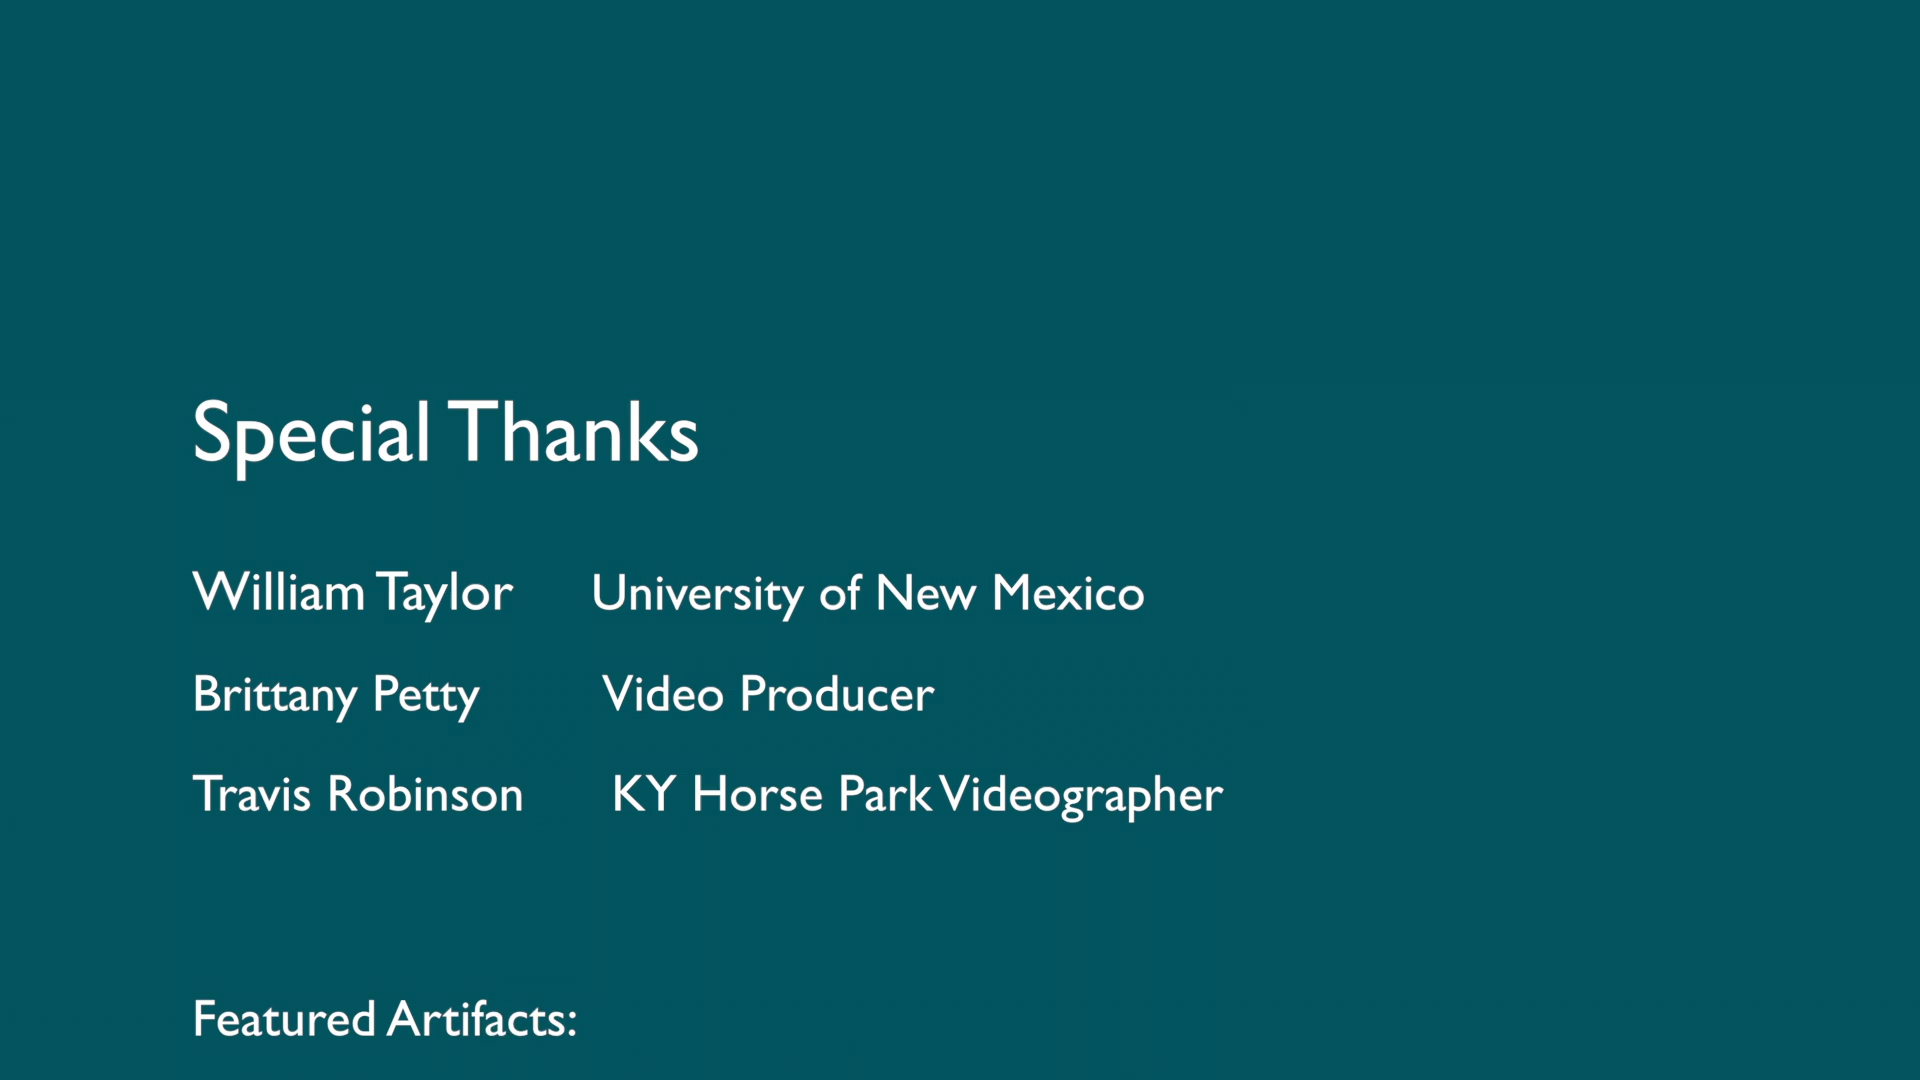 Special Thanks
William Taylor University of New Mexico
Brittany Petty Video Producer
Travis Robinson KY Horse Park Videographer
Featured Artifacts: